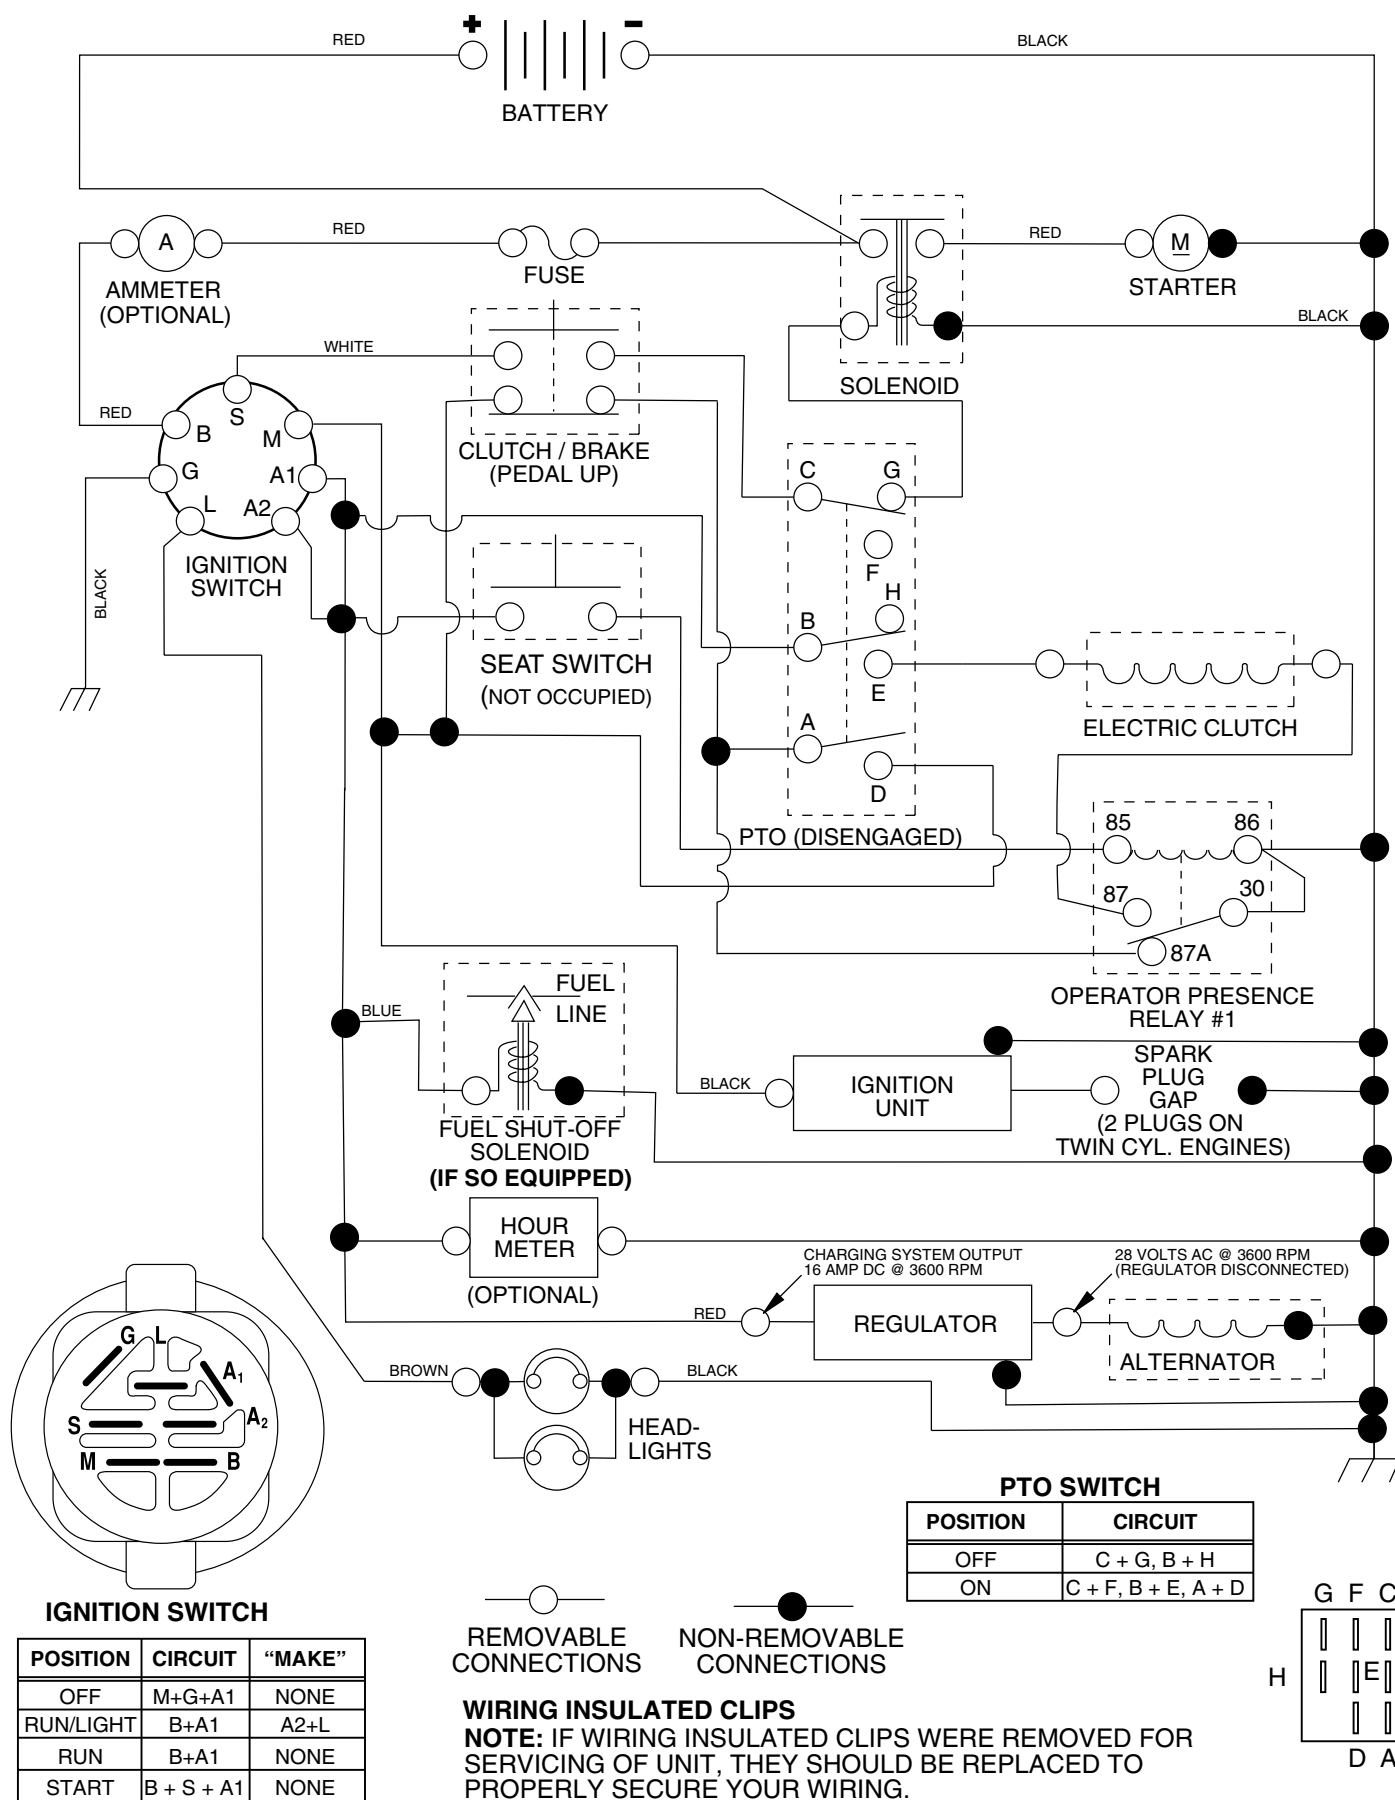 + −
RED
BLACK
BATTERY
A
RED
RED
M
AMMETER
(OPTIONAL)
FUSE
STARTER
BLACK
WHITE
SOLENOID
RED
S
B
M
G
A1
L
A2
CLUTCH / BRAKE
(PEDAL UP)
C
G
F
H
B
E
A
D
IGNITION
SWITCH
BLACK
SEAT SWITCH
(NOT OCCUPIED)
ELECTRIC CLUTCH
PTO (DISENGAGED)
85
86
87
30
87A
OPERATOR PRESENCE
RELAY #1
FUEL
LINE
BLUE
FUEL SHUT-OFF
SOLENOID
(IF SO EQUIPPED)
BLACK
IGNITION
UNIT
SPARK
PLUG
GAP
(2 PLUGS ON
TWIN CYL. ENGINES)
HOUR
METER
(OPTIONAL)
CHARGING SYSTEM OUTPUT
16 AMP DC @ 3600 RPM
28 VOLTS AC @ 3600 RPM
(REGULATOR DISCONNECTED)
RED
REGULATOR
ALTERNATOR
BROWN
BLACK
HEAD-
LIGHTS
G
L
A1
S
A2
M
B
IGNITION SWITCH
POSITION CIRCUIT “MAKE”
OFF M+G+A1 NONE
RUN/LIGHT B+A1 A2+L
RUN B+A1 NONE
START B + S + A1 NONE
REMOVABLE
CONNECTIONS
NON-REMOVABLE
CONNECTIONS
WIRING INSULATED CLIPS
NOTE: IF WIRING INSULATED CLIPS WERE REMOVED FOR
SERVICING OF UNIT, THEY SHOULD BE REPLACED TO
PROPERLY SECURE YOUR WIRING.
PTO SWITCH
POSITION CIRCUIT
OFF C + G, B + H
ON C + F, B + E, A + D
G F C
H
E
D A